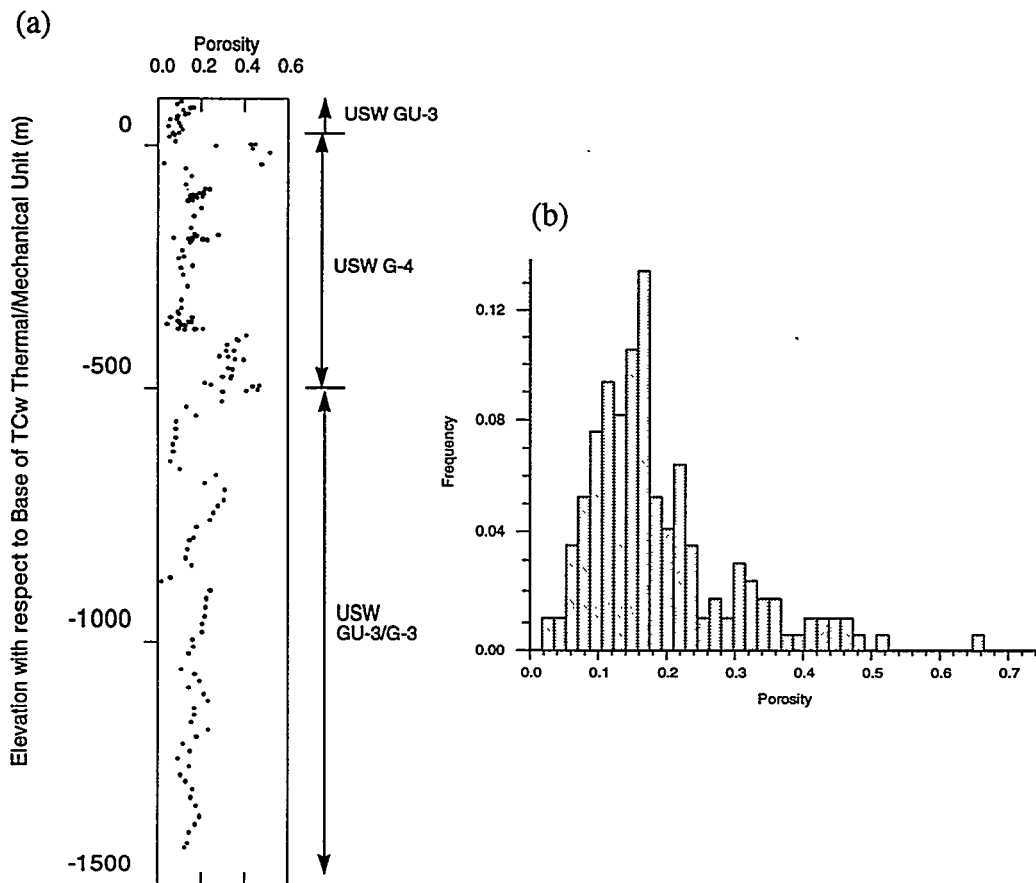 (a)
Porosity
0.0 0.2 0.4 0.6
Elevation with respect to Base of TCw Thermal/Mechanical Unit (m)
0
-500
-1000
-1500
USW GU-3
USW G-4
USW
GU-3/G-3
(b)
Frequency
0.12
0.08
0.04
0.00
0.0 0.1 0.2 0.3 0.4 0.5 0.6 0.7
Porosity